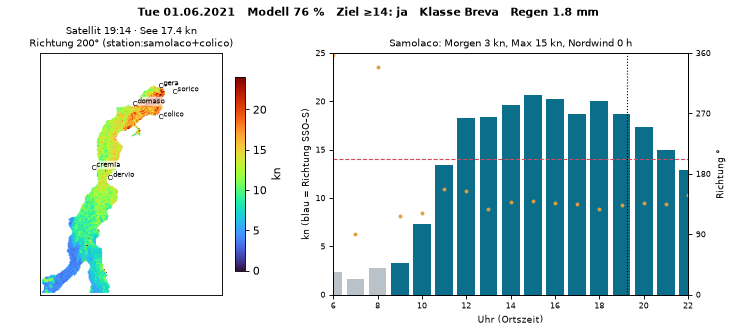 Tue 01.06.2021   Modell 76 %   Ziel ≥14: ja   Klasse Breva   Regen 1.8 mm
Satellit 19:14 · See 17.4 kn
Richtung 200° (station:samolaco+colico)
gera
sorico
domaso
colico
cremia
dervio
20
15
10
5
0
kn
Samolaco: Morgen 3 kn, Max 15 kn, Nordwind 0 h
25
20
15
10
5
0
kn (blau = Richtung SSO-S)
360
270
180
90
0
Richtung °
6 8 10 12 14 16 18 20 22
Uhr (Ortszeit)